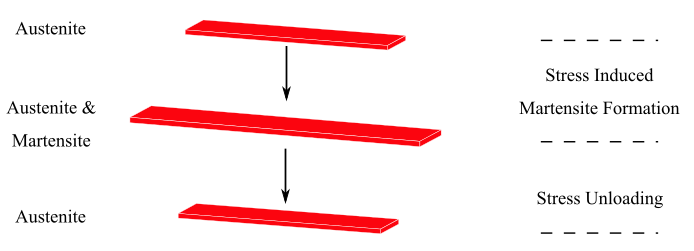 Austenite
Stress Induced
Austenite &
Martensite Formation
Martensite
Stress Unloading
Austenite